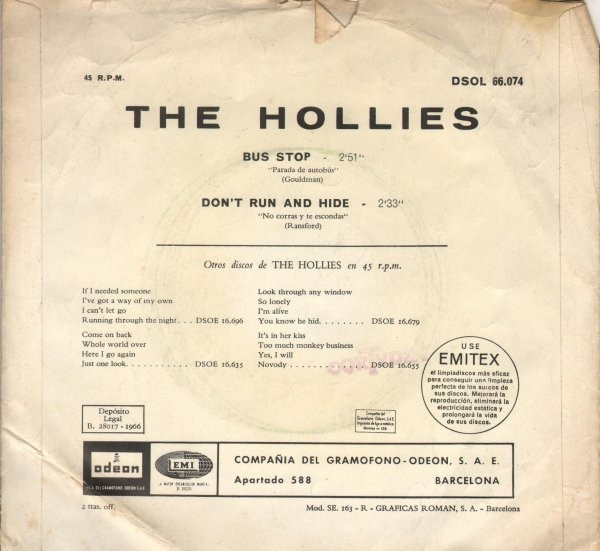 45 R.P.M.
DSOL 66.074
THE HOLLIES
BUS STOP - 2'51"
"Parada de autobús"
(Gouldman)
DON'T RUN AND HIDE - 2'33"
"No corras y te escondas"
(Ransford)
Otros discos de THE HOLLIES en 45 r.p.m.
If I needed someone
I've got a way of my own
I can't let go
Running through the night. . . DSOE 16.696
Come on back
Whole world over
Here I go again
Just one look. . . . . . . . . . . . DSOE 16.635
Look through any window
So lonely
I'm alive
You know he hid. . . . . . . . DSOE 16.679
It's in her kiss
Too much monkey business
Yes, I will
Novody . . . . . . . . . . . . . . DSOE 16.655
USE
EMITEX
el limpiadiscos más eficaz
para conseguir una limpieza
perfecta de los surcos de
sus discos. Mejorará la
reproducción, eliminará la
electricidad estática y
prolongará la vida
de sus discos.
Depósito
Legal
B. 28017 - 1966
Compañía del
Gramófono Odeon, S.A.E.
odeon
EMI
COMPAÑIA DEL GRAMOFONO-ODEON, S. A. E.
Apartado 588 BARCELONA
2 ttas. off.
Mod. SE. 163 - R - GRAFICAS ROMAN, S. A. - Barcelona